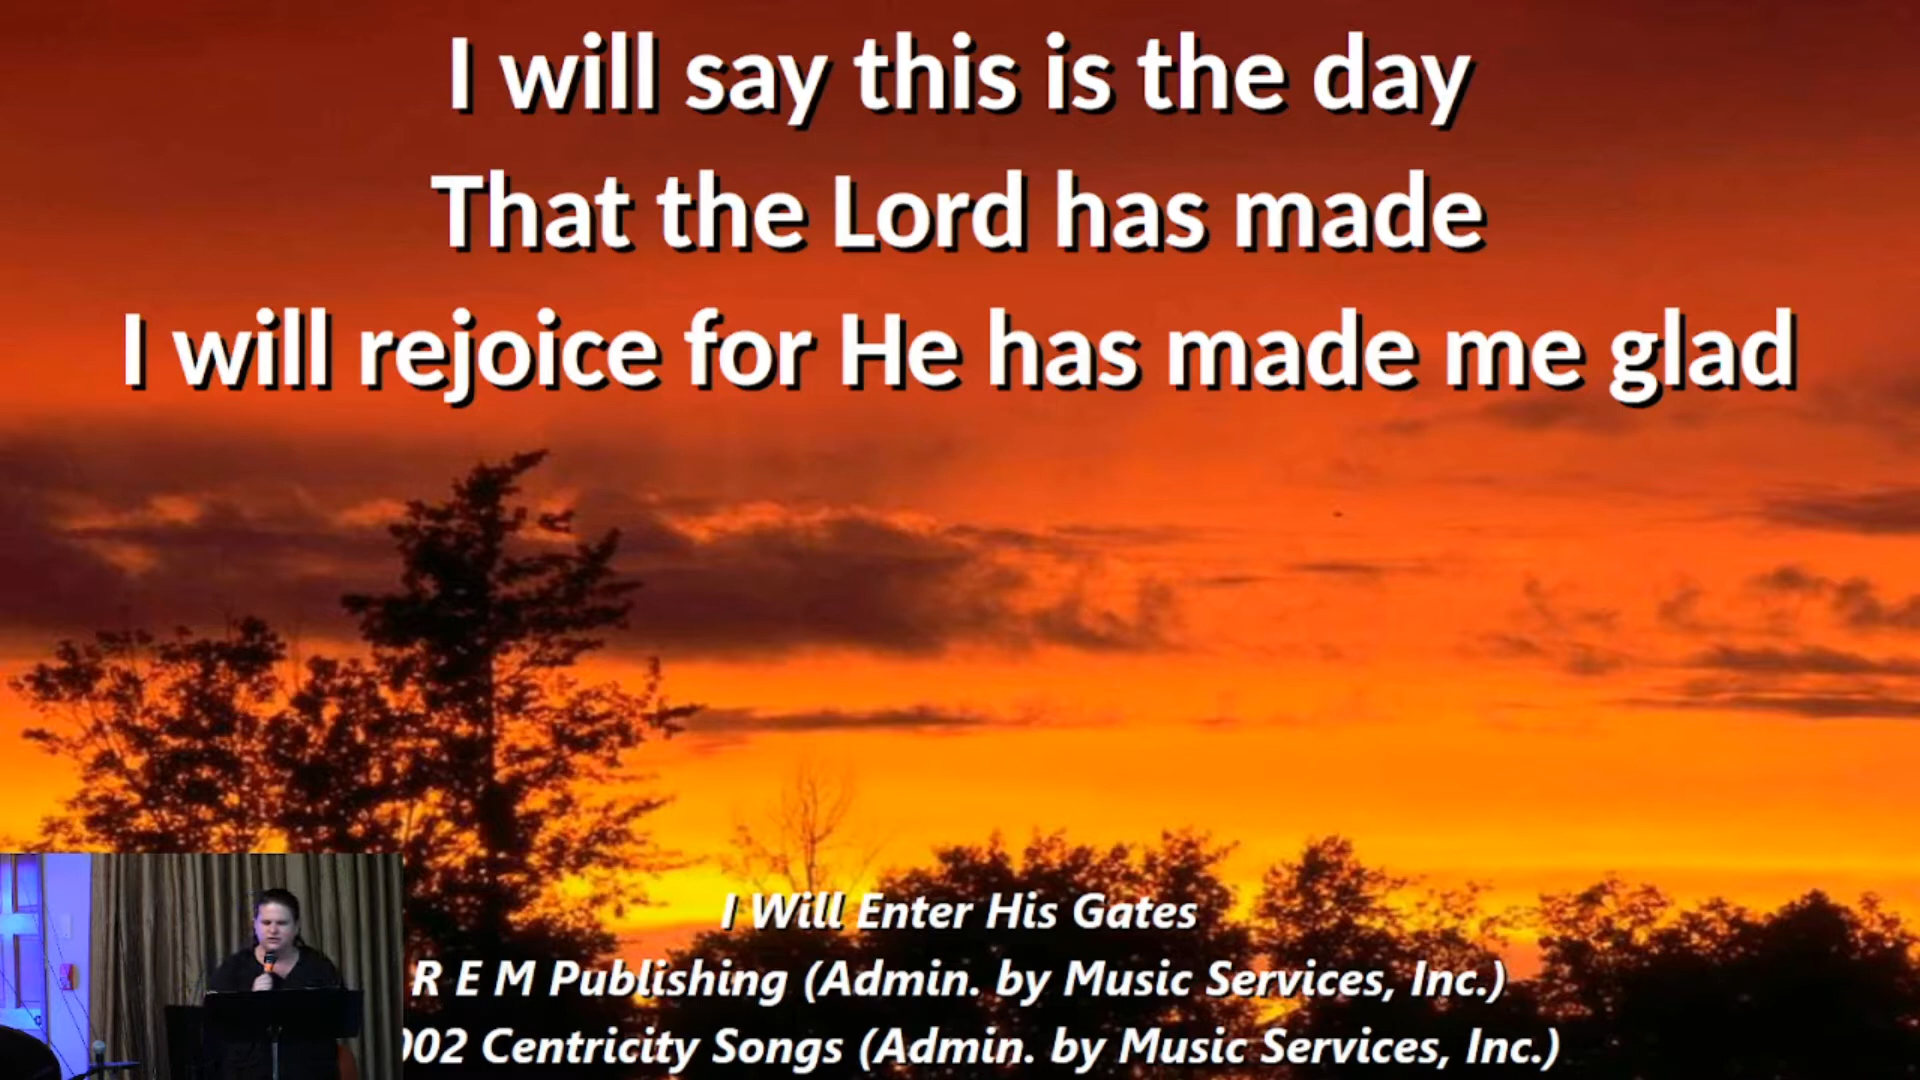 I will say this is the day
That the Lord has made
I will rejoice for He has made me glad
I Will Enter His Gates
R E M Publishing (Admin. by Music Services, Inc.)
Centricity Songs (Admin. by Music Services, Inc.)